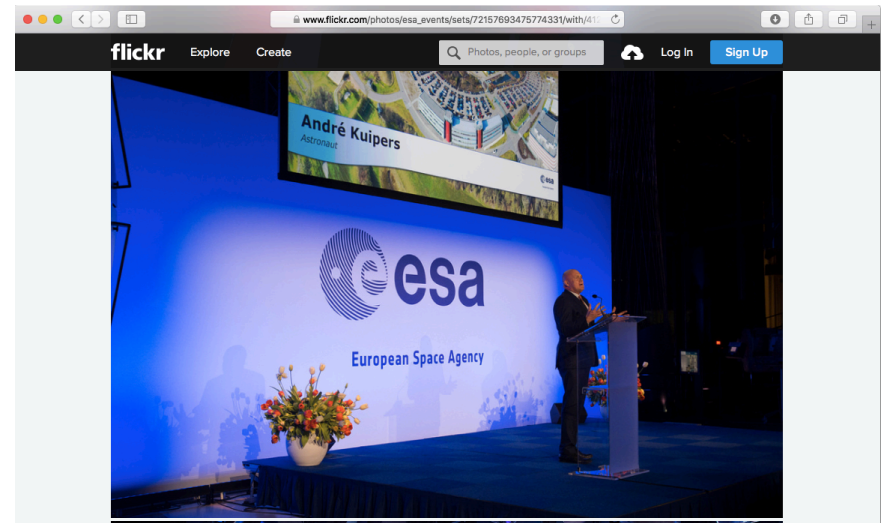 www.flickr.com/photos/esa_events/sets/72157693475774331/with/41
flickr Explore Create Photos, people, or groups Log In Sign Up
André Kuipers
Astronaut
esa
esa
European Space Agency